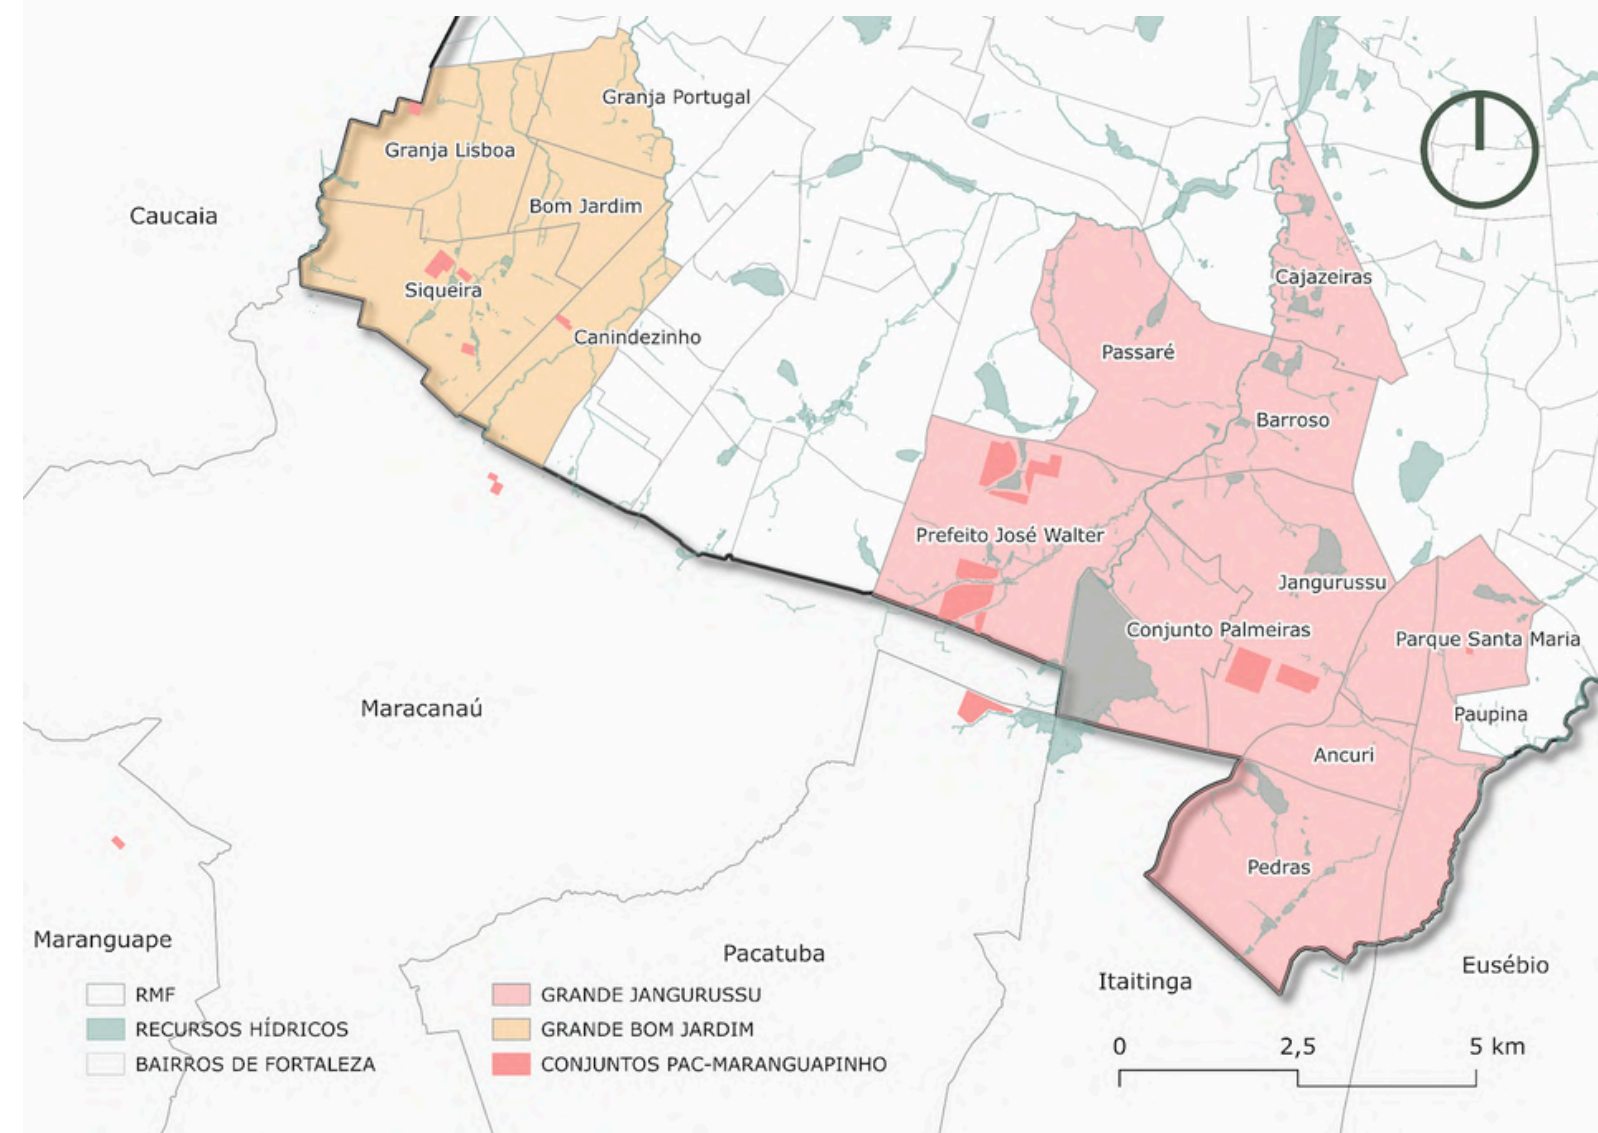 Granja Portugal
Granja Lisboa
Caucaia
Bom Jardim
Siqueira
Cajazeiras
Canindezinho
Passaré
Barroso
Prefeito José Walter
Jangurussu
Conjunto Palmeiras
Parque Santa Maria
Maracanaú
Paupina
Ancuri
Pedras
Maranguape
Pacatuba
Itaitinga
Eusébio
RMF
RECURSOS HÍDRICOS
BAIRROS DE FORTALEZA
GRANDE JANGURUSSU
GRANDE BOM JARDIM
CONJUNTOS PAC-MARANGUAPINHO
0 2,5 5 km